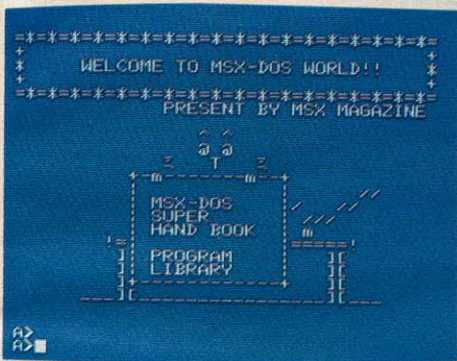 =*=*=*=*=*=*=*=*=*=*=*=*=*=*=*=*=*=
WELCOME TO MSX-DOS WORLD!!
=*=*=*=*=*=*=*=*=*=*=*=*=*=*=*=*=*=
PRESENT BY MSX MAGAZINE
MSX-DOS
SUPER
HAND BOOK
PROGRAM
LIBRARY
A>
A>